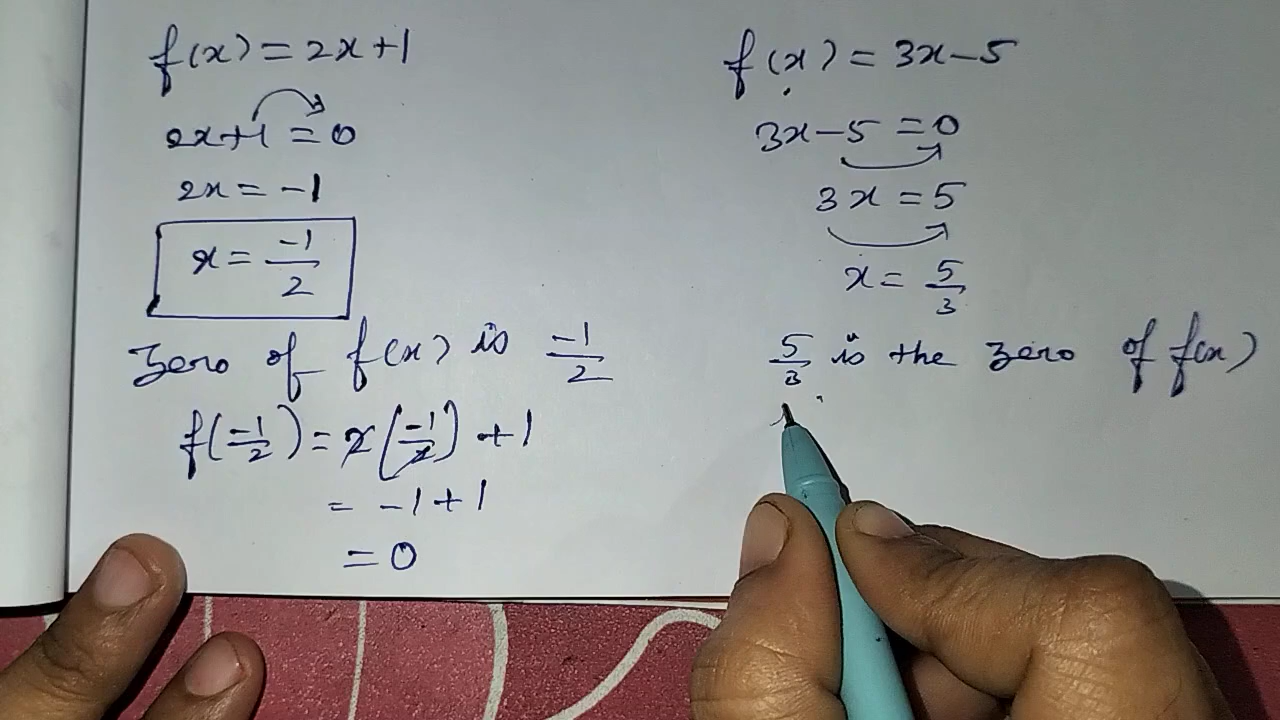 f(x) = 2x+1
2x+1 = 0
2x = -1
x = -1/2
Zero of f(x) is -1/2
f(-1/2) = 2(-1/2) + 1
= -1+1
= 0
f(x) = 3x-5
3x-5 = 0
3x = 5
x = 5/3
5/3 is the zero of f(x)